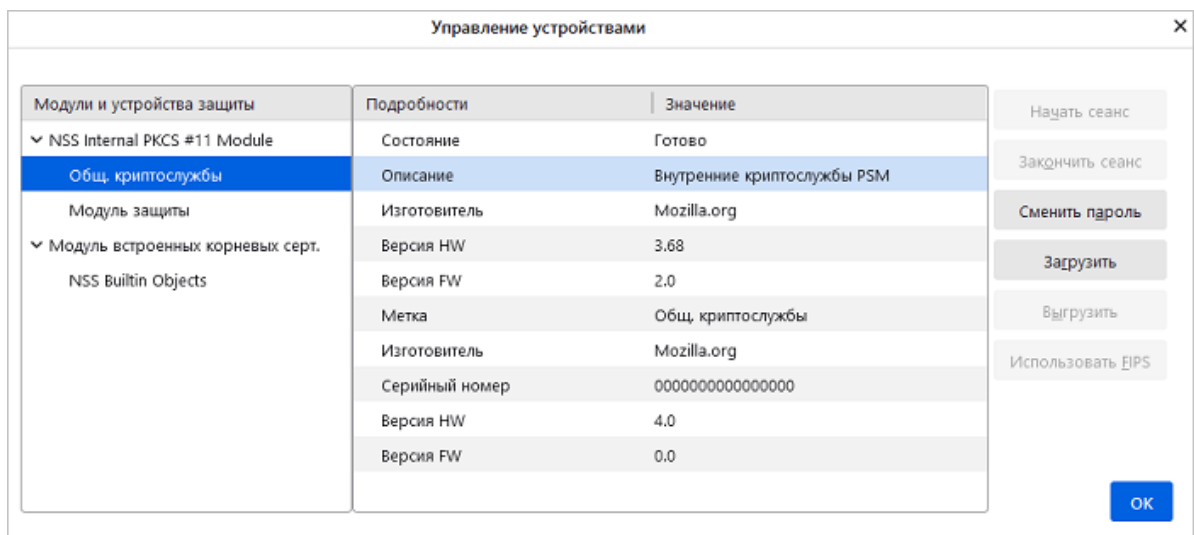 Управление устройствами
Модули и устройства защиты
NSS Internal PKCS #11 Module
Общ. криптослужбы
Модуль защиты
Модуль встроенных корневых серт.
NSS Builtin Objects
Подробности Значение
Состояние Готово
Описание Внутренние криптослужбы PSM
Изготовитель Mozilla.org
Версия HW 3.68
Версия FW 2.0
Метка Общ. криптослужбы
Изготовитель Mozilla.org
Серийный номер 0000000000000000
Версия HW 4.0
Версия FW 0.0
Начать сеанс
Закончить сеанс
Сменить пароль
Загрузить
Выгрузить
Использовать FIPS
ОК